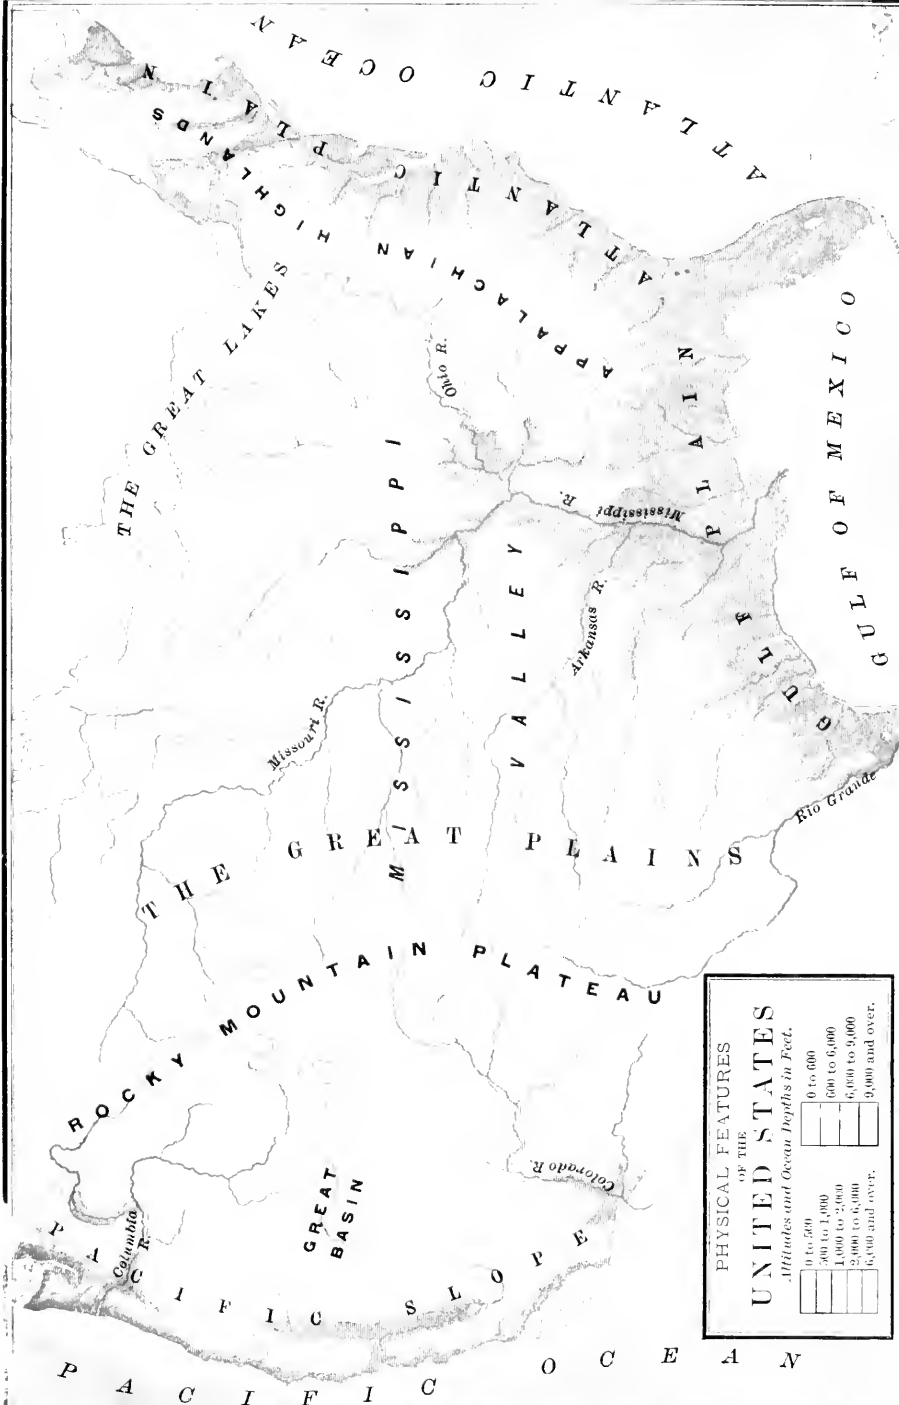 PACIFIC OCEAN
PACIFIC SLOPE
Columbia
R.
GREAT
BASIN
Colorado R.
ROCKY MOUNTAIN PLATEAU
THE GREAT PLAINS
Rio Grande
Missouri R.
MISSISSIPPI
VALLEY
Arkansas R.
Mississippi R.
Ohio R.
THE GREAT LAKES
APPALACHIAN HIGHLANDS
ATLANTIC PLAIN
GULF PLAIN
ATLANTIC OCEAN
GULF OF MEXICO
PHYSICAL FEATURES
OF THE
UNITED STATES
Altitudes and Ocean Depths in Feet.
0 to 500
500 to 1,000
1,000 to 2,000
2,000 to 6,000
6,000 and over.
0 to 600
600 to 6,000
6,000 to 9,000
9,000 and over.